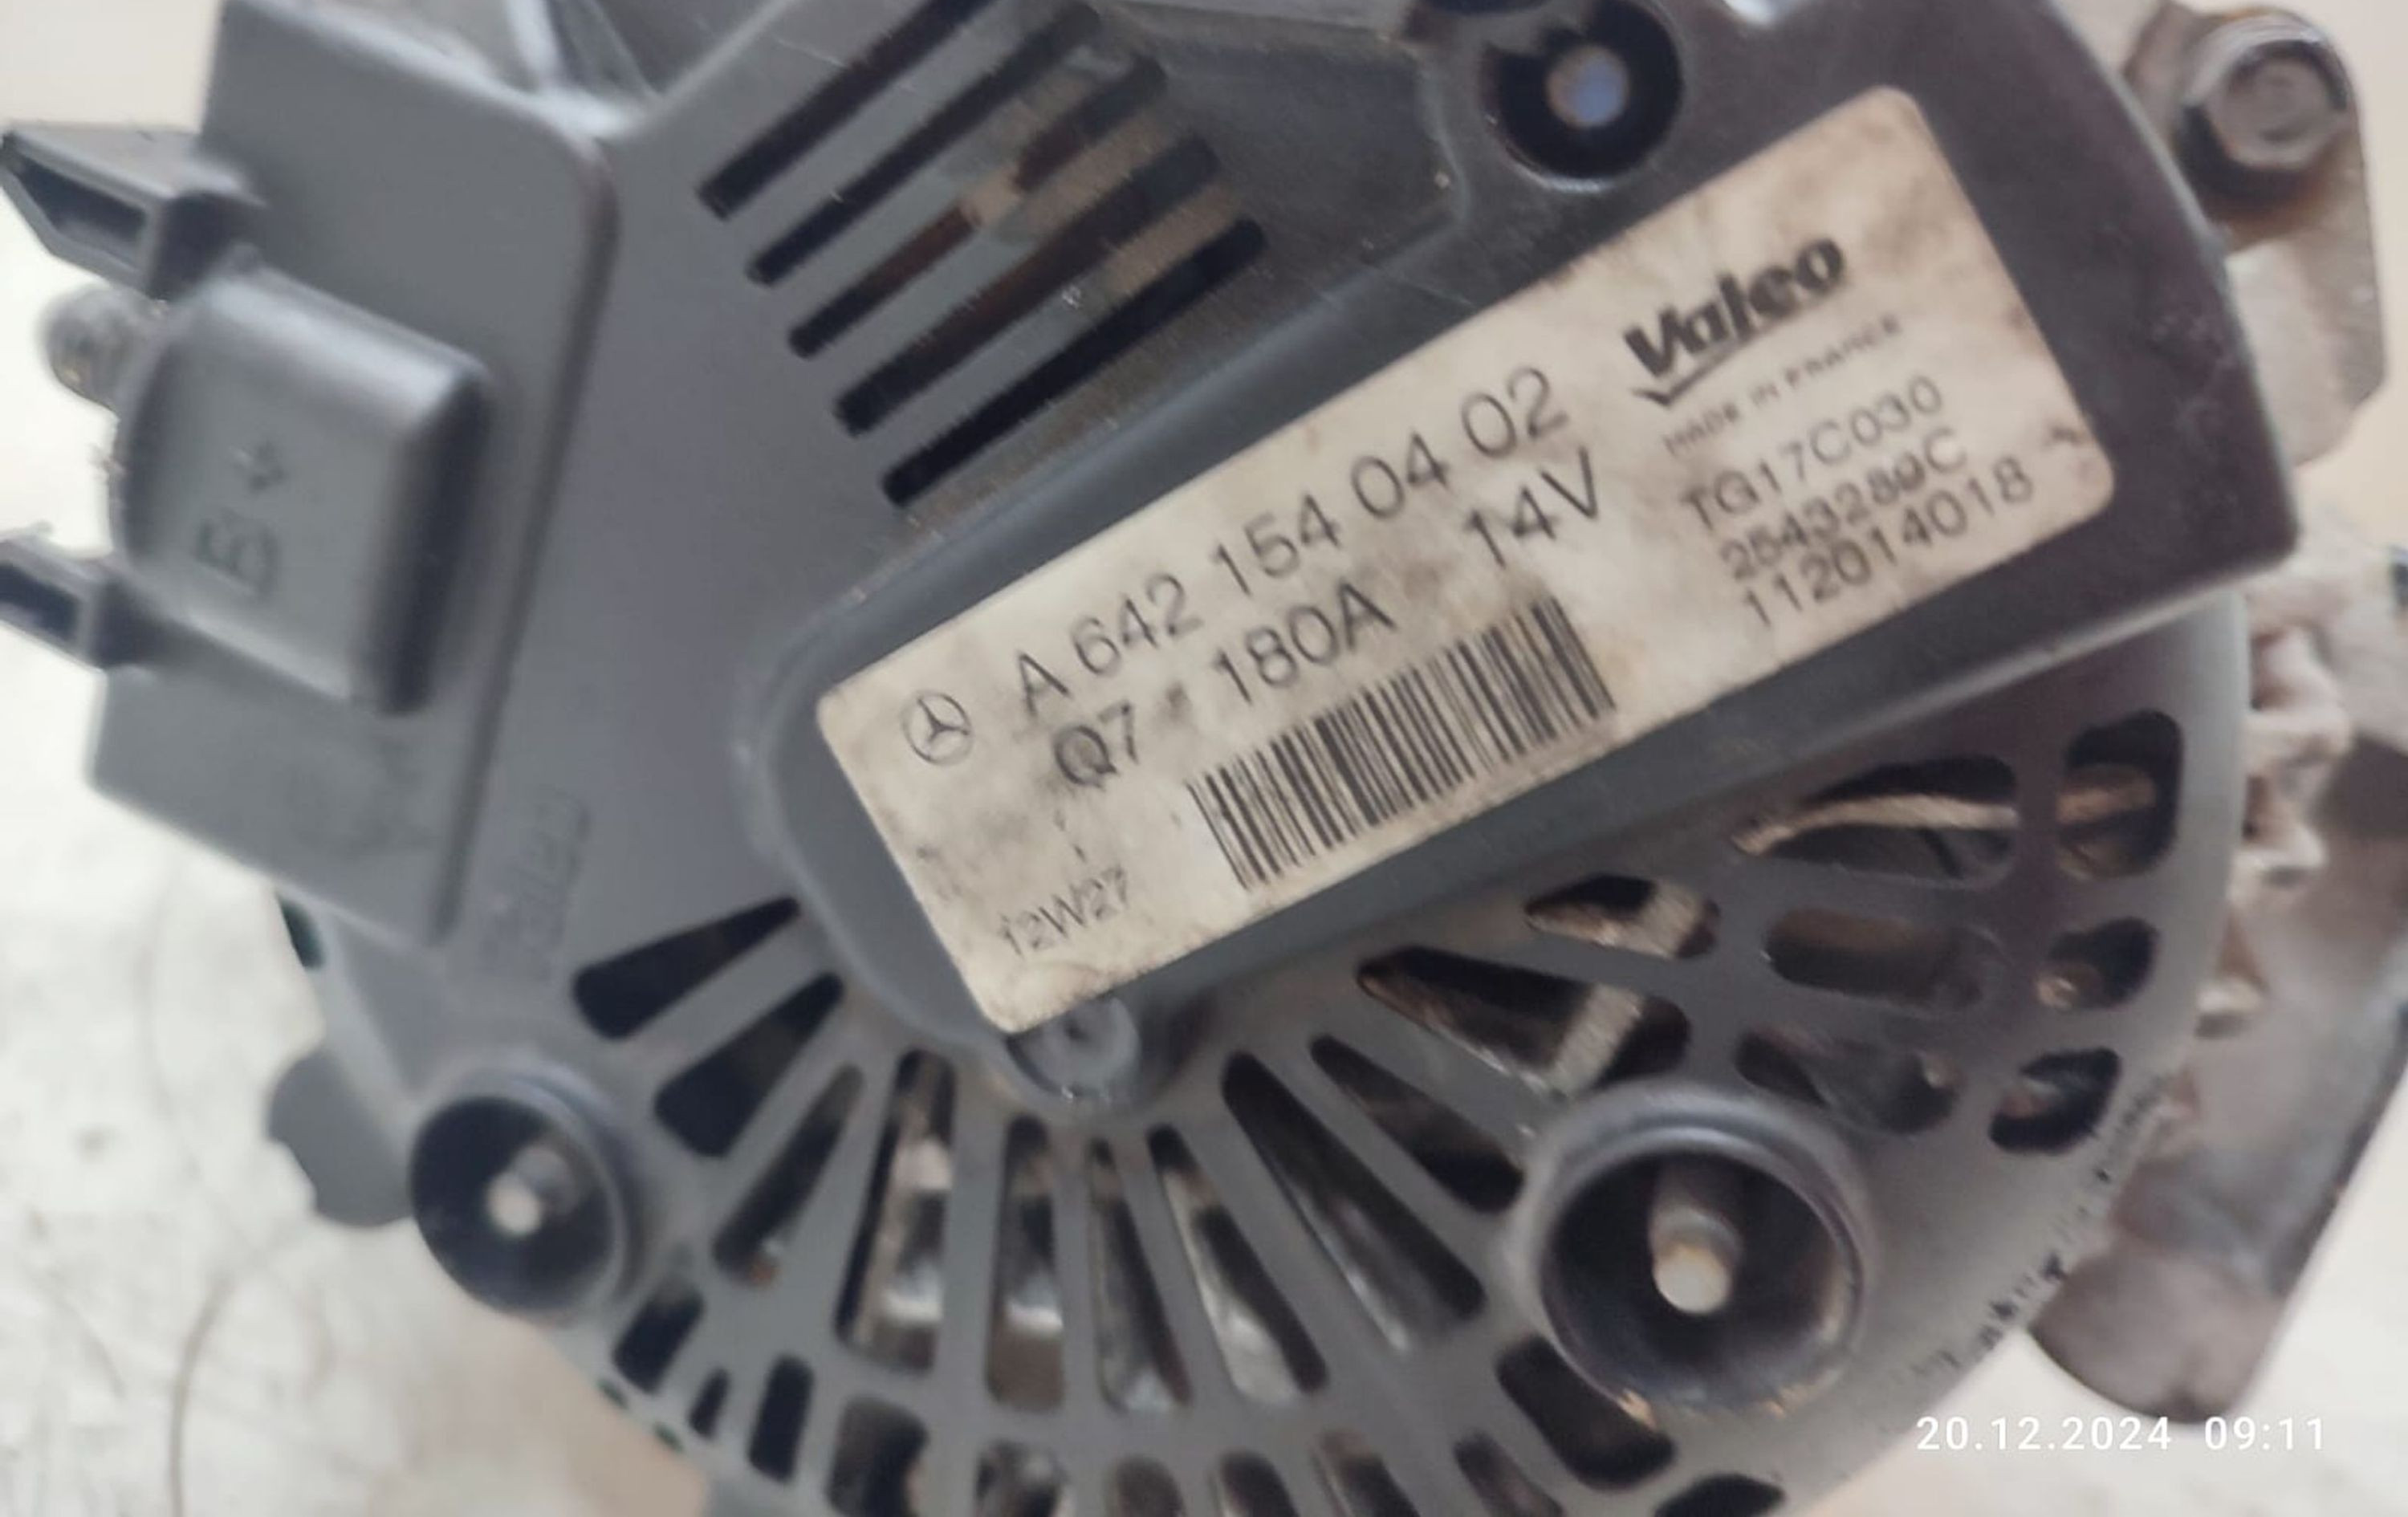 B+
A 642 154 04 02
Q7 * 180A 14V
12W27
Valeo
MADE IN FRANCE
TG17C030
2543289C
112014018
20.12.2024 09:11